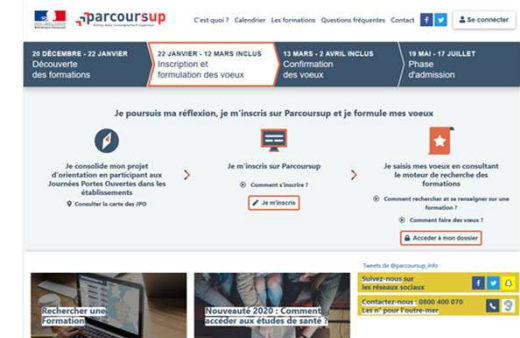 parcoursup
Entrez dans l'enseignement supérieur
C'est quoi ? Calendrier Les formations Questions fréquentes Contact Se connecter
20 DÉCEMBRE - 22 JANVIER
Découverte
des formations
22 JANVIER - 12 MARS INCLUS
Inscription et
formulation des voeux
13 MARS - 2 AVRIL INCLUS
Confirmation
des voeux
19 MAI - 17 JUILLET
Phase
d'admission
Je poursuis ma réflexion, je m'inscris sur Parcoursup et je formule mes voeux
Je consolide mon projet
d'orientation en participant aux
Journées Portes Ouvertes dans les
établissements
Consulter la carte des JPO
Je m'inscris sur Parcoursup
Comment s'inscrire ?
Je m'inscris
Je saisis mes voeux en consultant
le moteur de recherche des
formations
Comment rechercher et se renseigner sur une
formation ?
Comment faire des voeux ?
Accéder à mon dossier
Rechercher une
Formation
Nouveauté 2020 : Comment
accéder aux études de santé ?
Tweets de @parcoursup_info
Suivez-nous sur
les réseaux sociaux
Contactez-nous : 0800 400 070
Les n° pour l'outre-mer